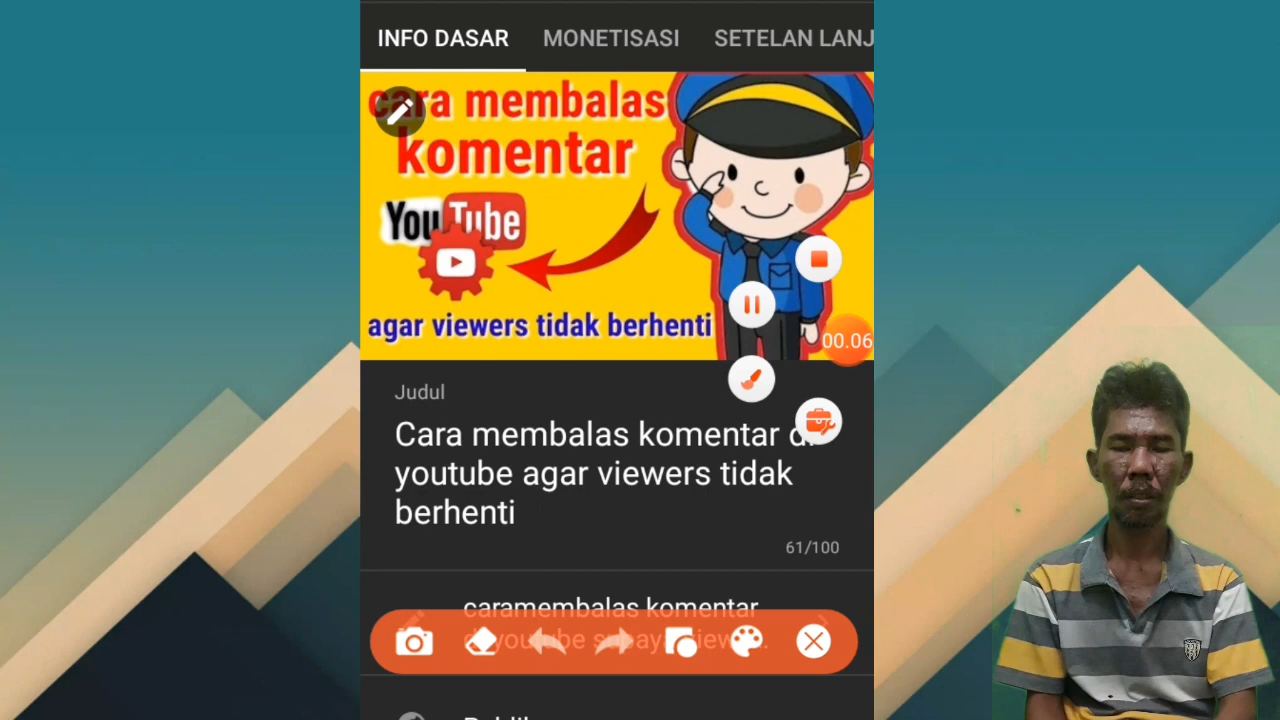 INFO DASAR MONETISASI SETELAN LANJ
cara membalas
komentar
YouTube
agar viewers tidak berhenti
00.06
Judul
Cara membalas komentar di
youtube agar viewers tidak
berhenti
61/100
caramembalas komentar